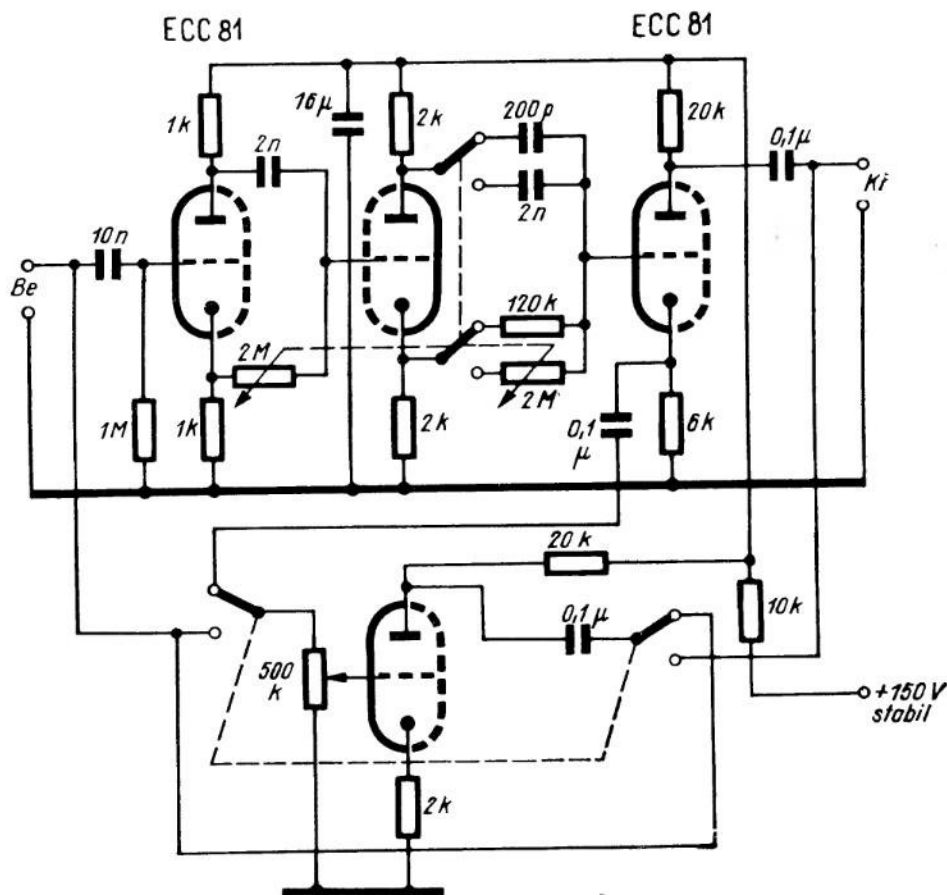 ECC 81
ECC 81
1k
16µ
2k
200p
20k
0,1µ
2n
Ki
2n
10n
Be
120k
2M
2M
1M
1k
2k
0,1
µ
6k
20k
0,1µ
10k
500
k
+150V
stabil
2k